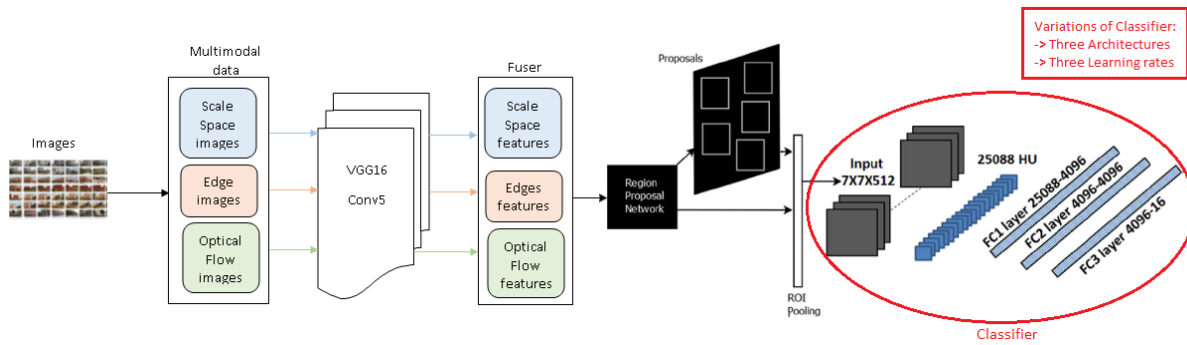 Images
Multimodal
data
Scale
Space
images
Edge
images
Optical
Flow
images
VGG16
Conv5
Fuser
Scale
Space
features
Edges
features
Optical
Flow
features
Region
Proposal
Network
Proposals
ROI
Pooling
Input
7X7X512
25088 HU
FC1 layer 25088-4096
FC2 layer 4096-4096
FC3 layer 4096-16
Classifier
Variations of Classifier:
-> Three Architectures
-> Three Learning rates